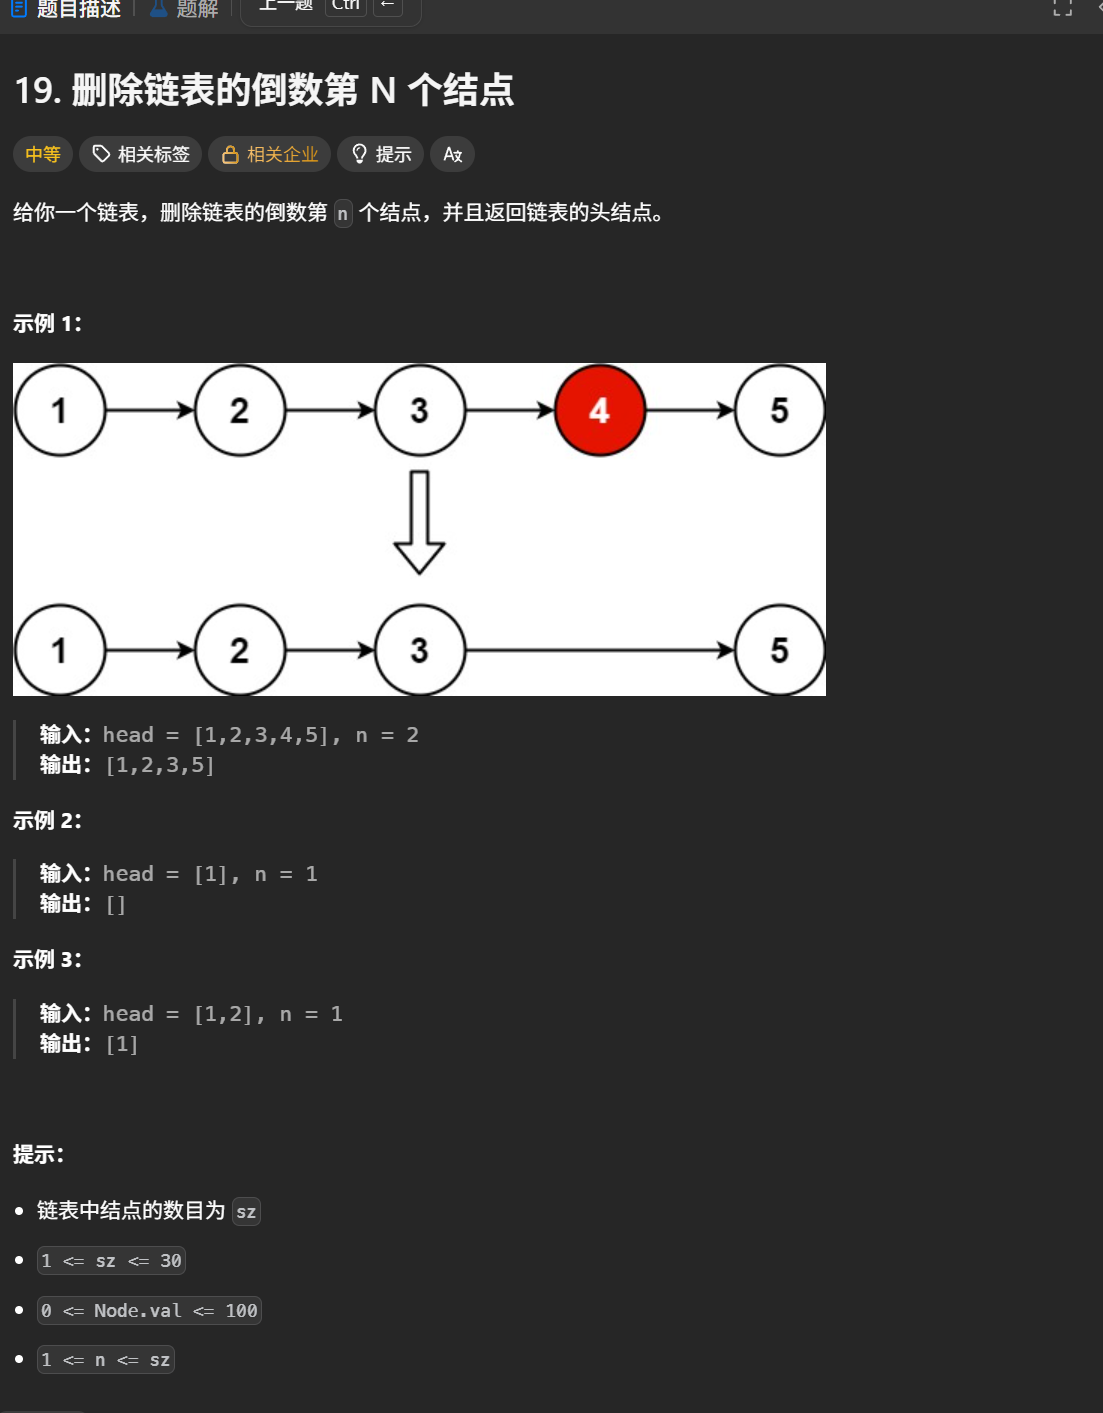 题目描述 | 题解 | 上一题 Ctrl ←
19. 删除链表的倒数第 N 个结点
中等 相关标签 相关企业 提示 A文
给你一个链表，删除链表的倒数第 n 个结点，并且返回链表的头结点。
示例 1：
1 2 3 4 5
1 2 3 5
输入：head = [1,2,3,4,5], n = 2
输出：[1,2,3,5]
示例 2：
输入：head = [1], n = 1
输出：[]
示例 3：
输入：head = [1,2], n = 1
输出：[1]
提示：
链表中结点的数目为 sz
1 <= sz <= 30
0 <= Node.val <= 100
1 <= n <= sz